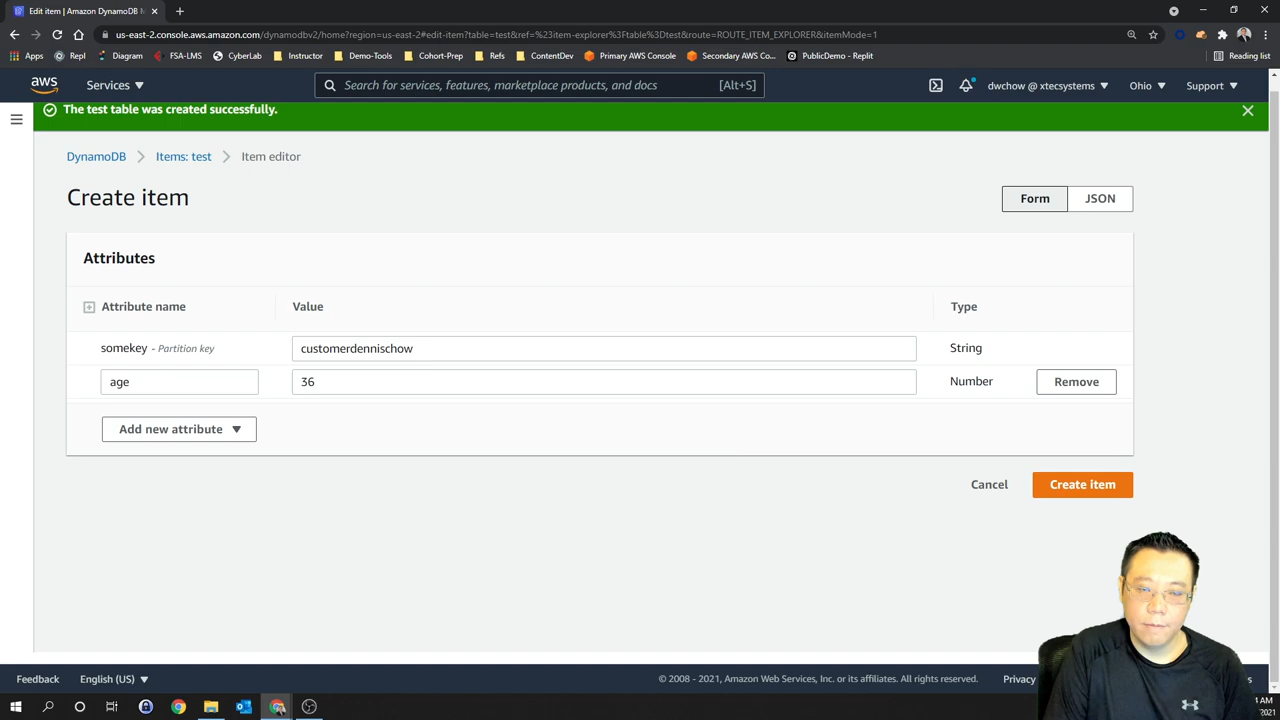 Edit item | Amazon DynamoDB M
us-east-2.console.aws.amazon.com/dynamodbv2/home?region=us-east-2#edit-item?table=test&ref=%23item-explorer%3Ftable%3Dtest&route=ROUTE_ITEM_EXPLORER&itemMode=1
Apps Repl Diagram FSA-LMS CyberLab Instructor Demo-Tools Cohort-Prep Refs ContentDev Primary AWS Console Secondary AWS Co... PublicDemo - Replit Reading list
aws Services Search for services, features, marketplace products, and docs [Alt+S] dwchow @ xtecsystems Ohio Support
The test table was created successfully.
DynamoDB Items: test Item editor
Create item Form JSON
Attributes
Attribute name Value Type
somekey - Partition key customerdennischow String
age 36 Number Remove
Add new attribute
Cancel Create item
Feedback English (US) © 2008 - 2021, Amazon Web Services, Inc. or its affiliates. All rights reserved. Privacy
AM
2021